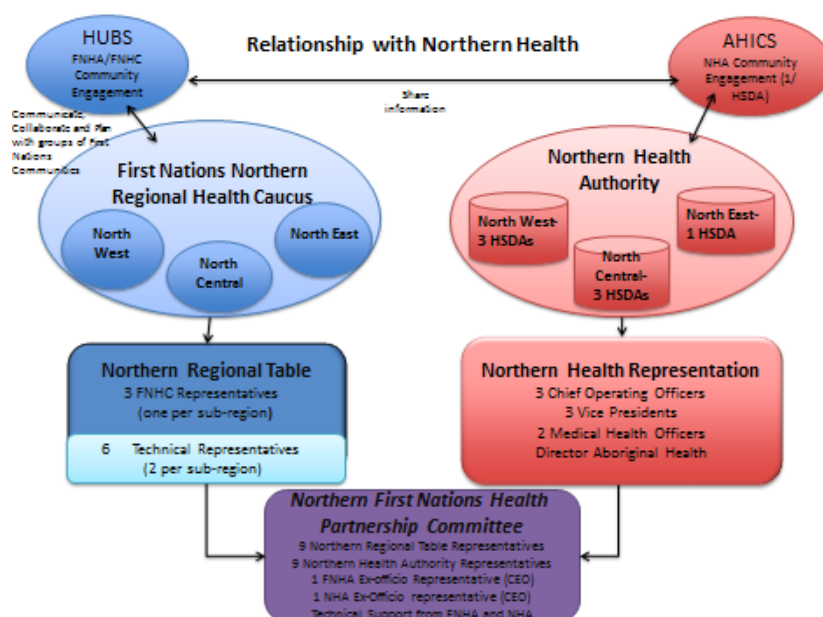 Relationship with Northern Health
HUBS
FNHA/FNHC
Community
Engagement
AHICS
NHA Community
Engagement (1/
HSDA)
Share
information
Communicate,
Collaborate and Plan
with groups of First
Nations
Communities
First Nations Northern
Regional Health Caucus
North
West
North
Central
North East
Northern Health
Authority
North West-
3 HSDAs
North
Central-
3 HSDAs
North East-
1 HSDA
Northern Regional Table
3 FNHC Representatives
(one per sub-region)
6 Technical Representatives
(2 per sub-region)
Northern Health Representation
3 Chief Operating Officers
3 Vice Presidents
2 Medical Health Officers
Director Aboriginal Health
Northern First Nations Health
Partnership Committee
9 Northern Regional Table Representatives
9 Northern Health Authority Representatives
1 FNHA Ex-officio Representative (CEO)
1 NHA Ex-Officio representative (CEO)
Technical Support from FNHA and NHA